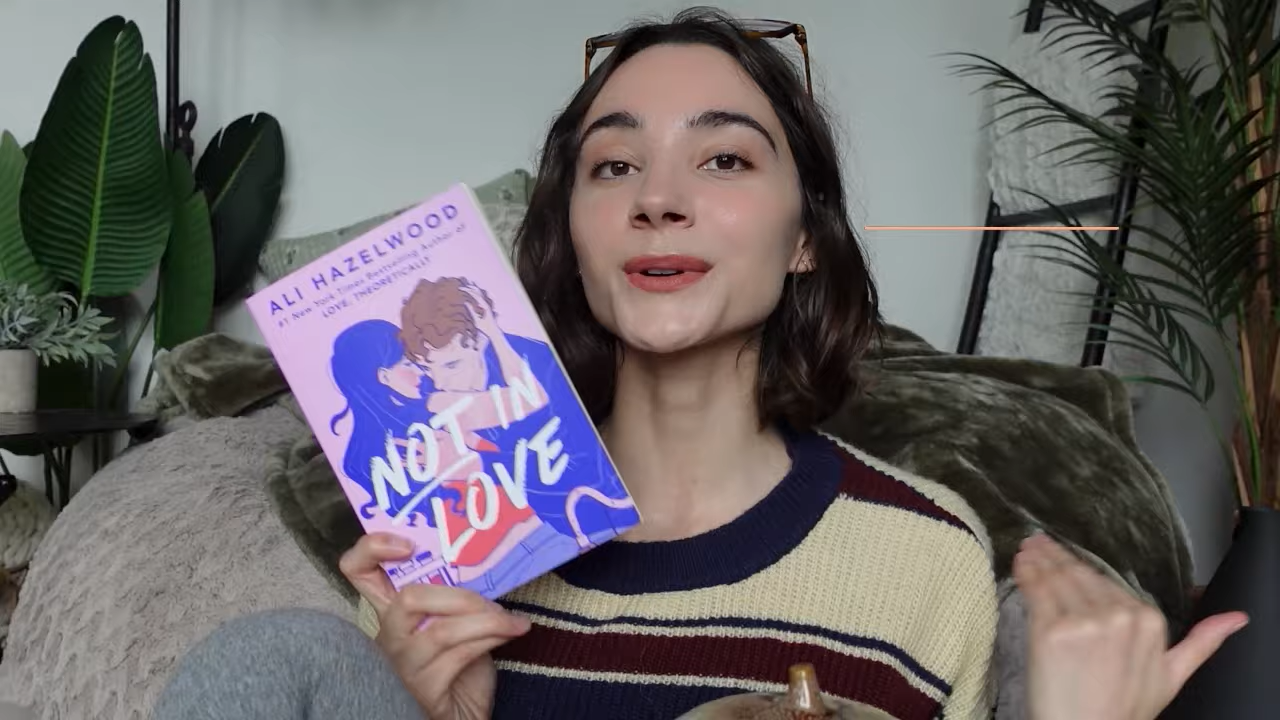 ALI HAZELWOOD
#1 New York Times Bestselling Author of
LOVE, THEORETICALLY
NOT IN
LOVE